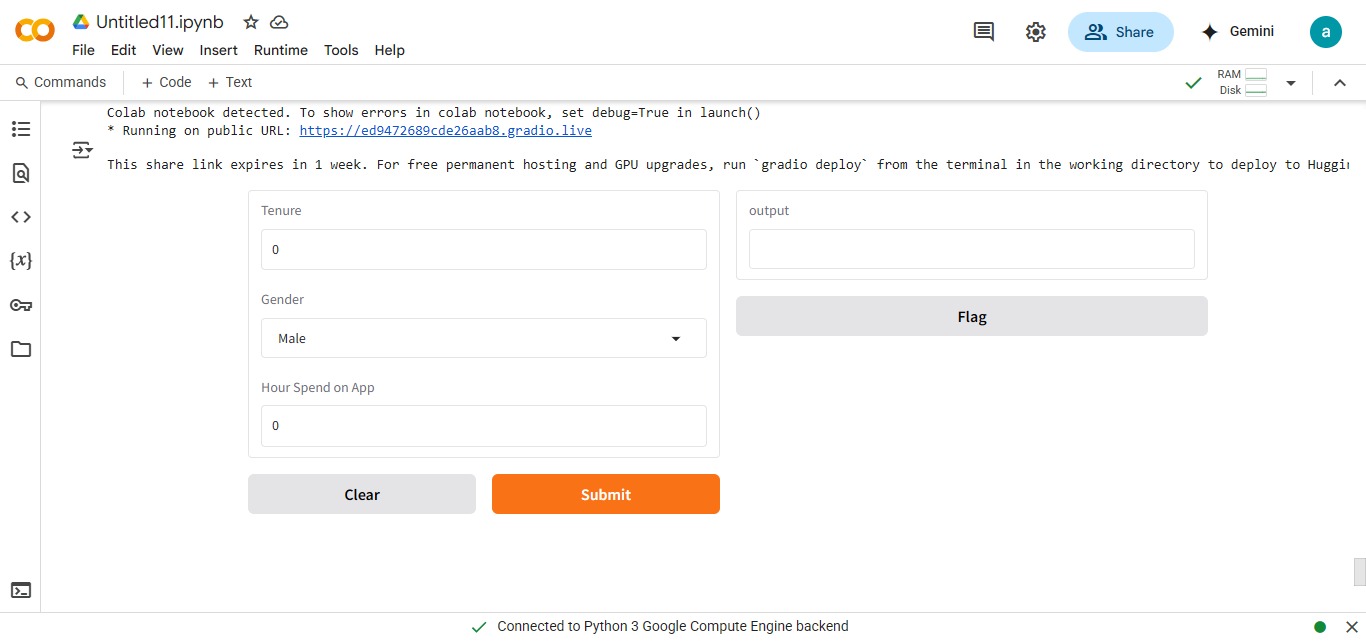 Untitled11.ipynb
File Edit View Insert Runtime Tools Help
Share
Gemini
a
Commands + Code + Text
RAM
Disk
Colab notebook detected. To show errors in colab notebook, set debug=True in launch()
* Running on public URL: https://ed9472689cde26aab8.gradio.live
This share link expires in 1 week. For free permanent hosting and GPU upgrades, run `gradio deploy` from the terminal in the working directory to deploy to Huggi
Tenure
0
Gender
Male
Hour Spend on App
0
Clear
Submit
output
Flag
Connected to Python 3 Google Compute Engine backend